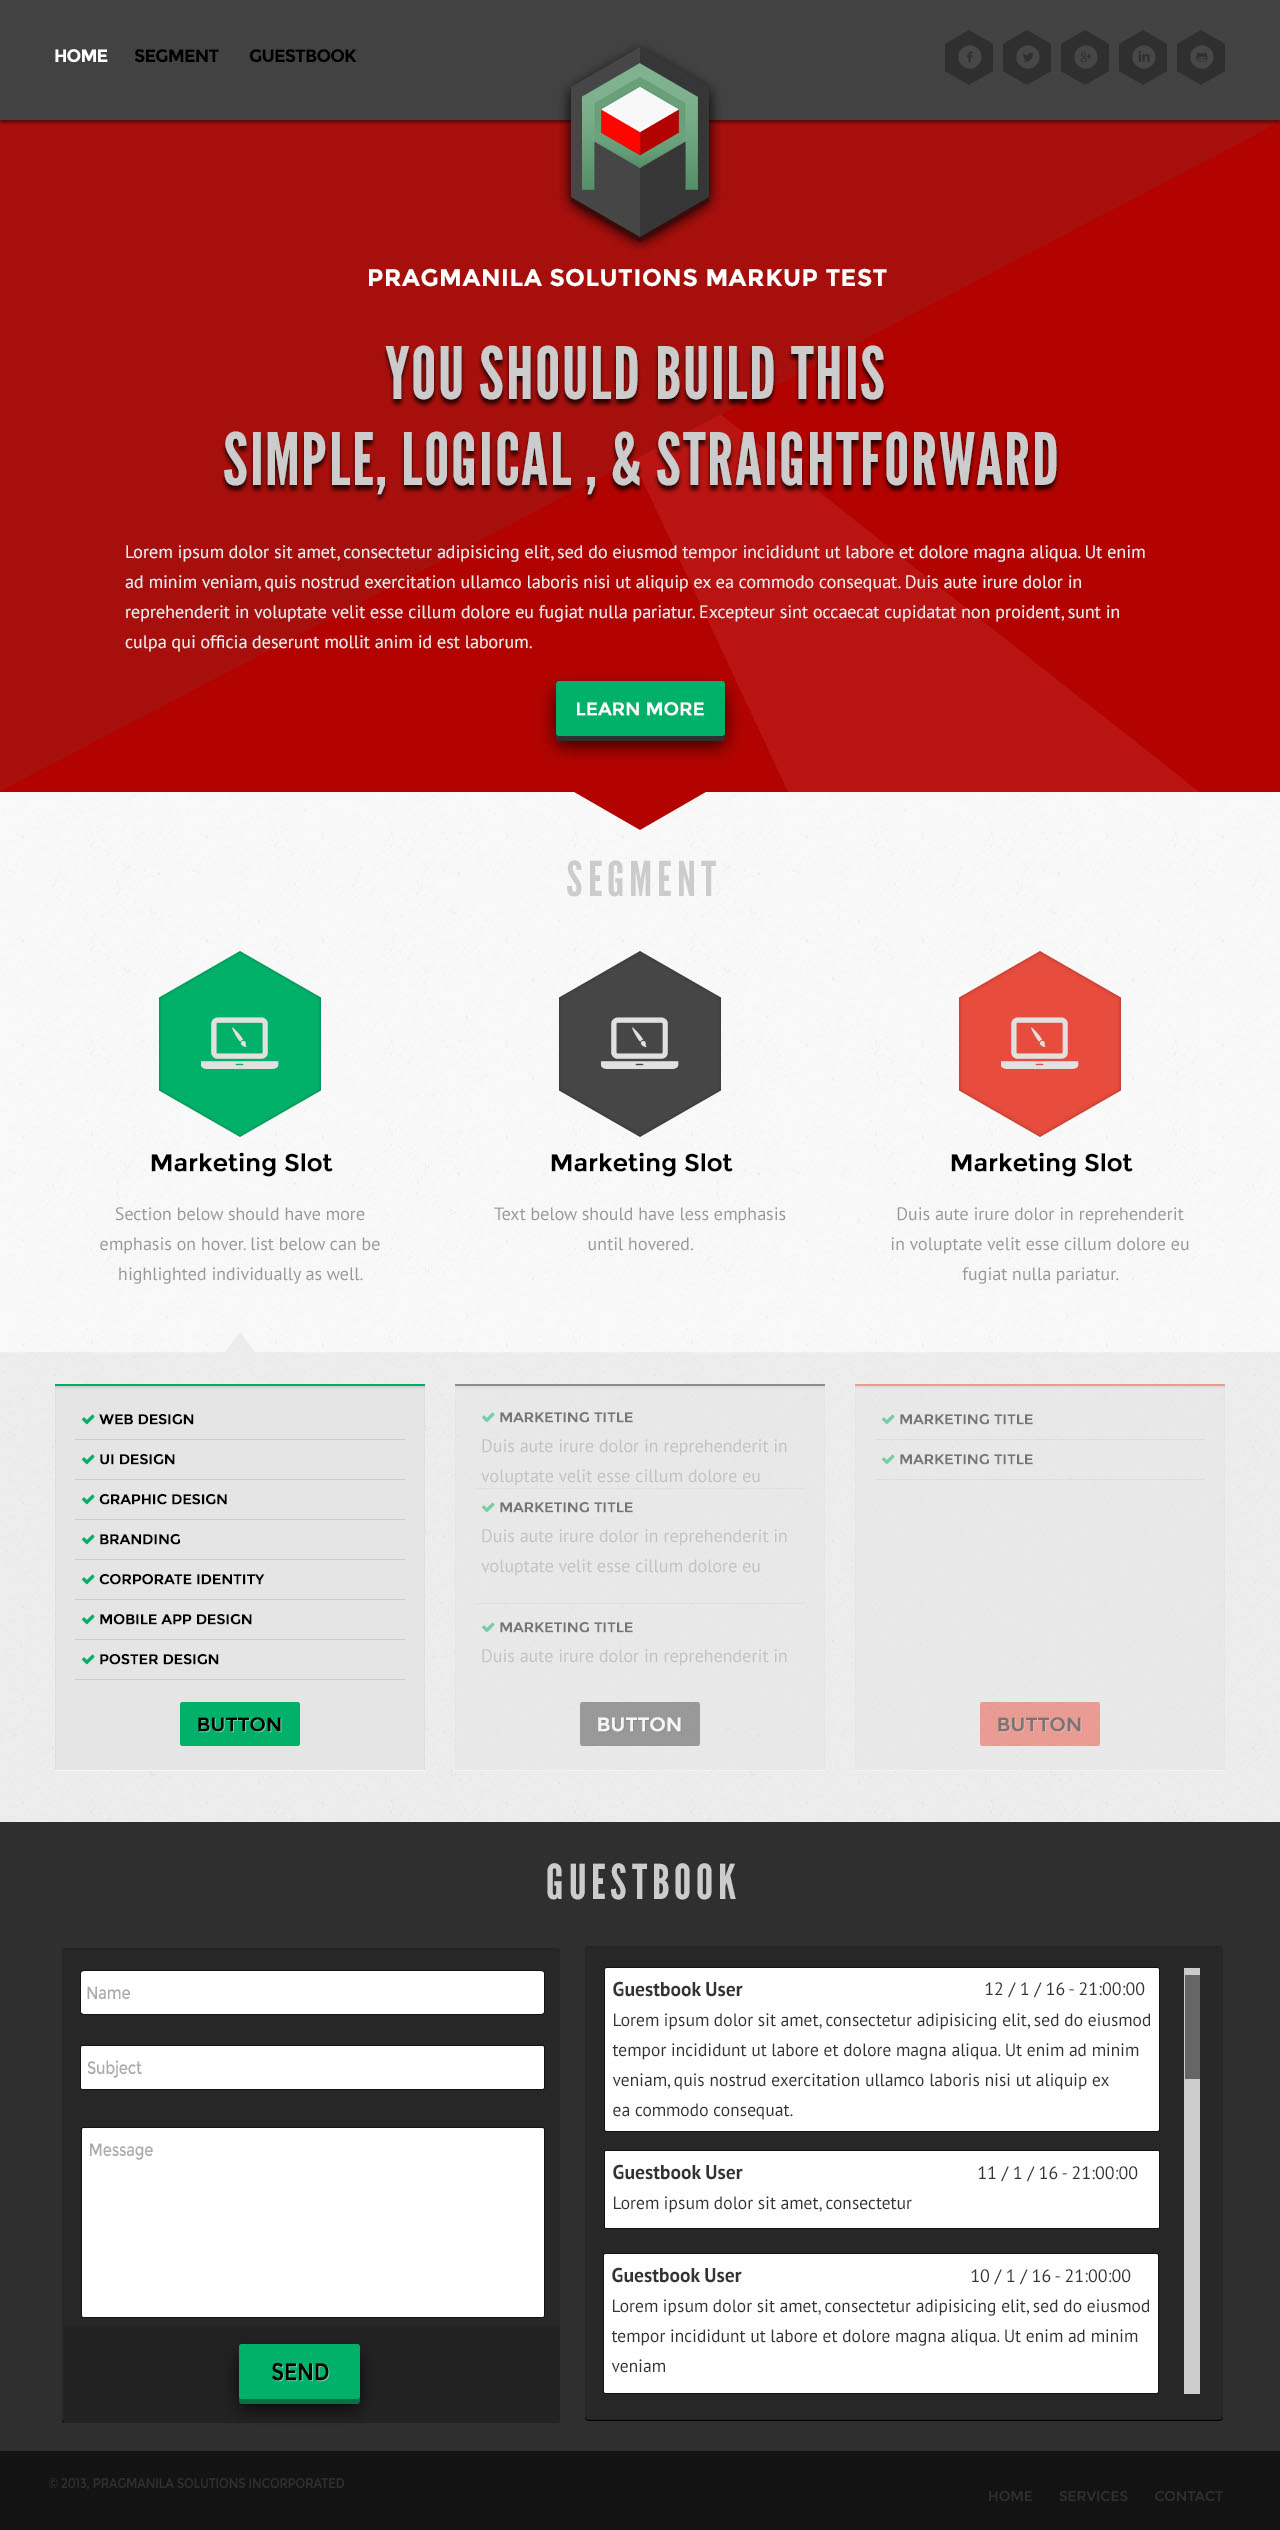 HOME SEGMENT GUESTBOOK
PRAGMANILA SOLUTIONS MARKUP TEST
YOU SHOULD BUILD THIS
SIMPLE, LOGICAL , & STRAIGHTFORWARD
Lorem ipsum dolor sit amet, consectetur adipisicing elit, sed do eiusmod tempor incididunt ut labore et dolore magna aliqua. Ut enim
ad minim veniam, quis nostrud exercitation ullamco laboris nisi ut aliquip ex ea commodo consequat. Duis aute irure dolor in
reprehenderit in voluptate velit esse cillum dolore eu fugiat nulla pariatur. Excepteur sint occaecat cupidatat non proident, sunt in
culpa qui officia deserunt mollit anim id est laborum.
LEARN MORE
SEGMENT
Marketing Slot
Section below should have more
emphasis on hover. list below can be
highlighted individually as well.
Marketing Slot
Text below should have less emphasis
until hovered.
Marketing Slot
Duis aute irure dolor in reprehenderit
in voluptate velit esse cillum dolore eu
fugiat nulla pariatur.
WEB DESIGN
UI DESIGN
GRAPHIC DESIGN
BRANDING
CORPORATE IDENTITY
MOBILE APP DESIGN
POSTER DESIGN
BUTTON
MARKETING TITLE
Duis aute irure dolor in reprehenderit in
voluptate velit esse cillum dolore eu
MARKETING TITLE
Duis aute irure dolor in reprehenderit in
voluptate velit esse cillum dolore eu
MARKETING TITLE
Duis aute irure dolor in reprehenderit in
BUTTON
MARKETING TITLE
MARKETING TITLE
BUTTON
GUESTBOOK
Name
Subject
Message
SEND
Guestbook User 12 / 1 / 16 - 21:00:00
Lorem ipsum dolor sit amet, consectetur adipisicing elit, sed do eiusmod
tempor incididunt ut labore et dolore magna aliqua. Ut enim ad minim
veniam, quis nostrud exercitation ullamco laboris nisi ut aliquip ex
ea commodo consequat.
Guestbook User 11 / 1 / 16 - 21:00:00
Lorem ipsum dolor sit amet, consectetur
Guestbook User 10 / 1 / 16 - 21:00:00
Lorem ipsum dolor sit amet, consectetur adipisicing elit, sed do eiusmod
tempor incididunt ut labore et dolore magna aliqua. Ut enim ad minim
veniam
© 2013, PRAGMANILA SOLUTIONS INCORPORATED
HOME SERVICES CONTACT